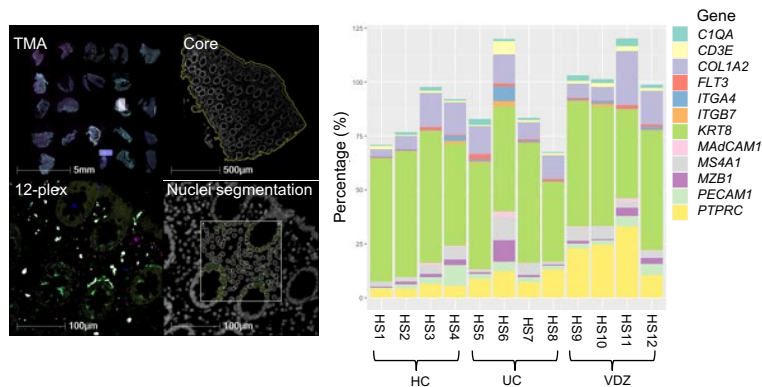 TMA
Core
5mm
500µm
12-plex
Nuclei segmentation
100µm
100µm
Percentage (%)
125
100
75
50
25
0
HS1
HS2
HS3
HS4
HS5
HS6
HS7
HS8
HS9
HS10
HS11
HS12
HC
UC
VDZ
Gene
C1QA
CD3E
COL1A2
FLT3
ITGA4
ITGB7
KRT8
MAdCAM1
MS4A1
MZB1
PECAM1
PTPRC